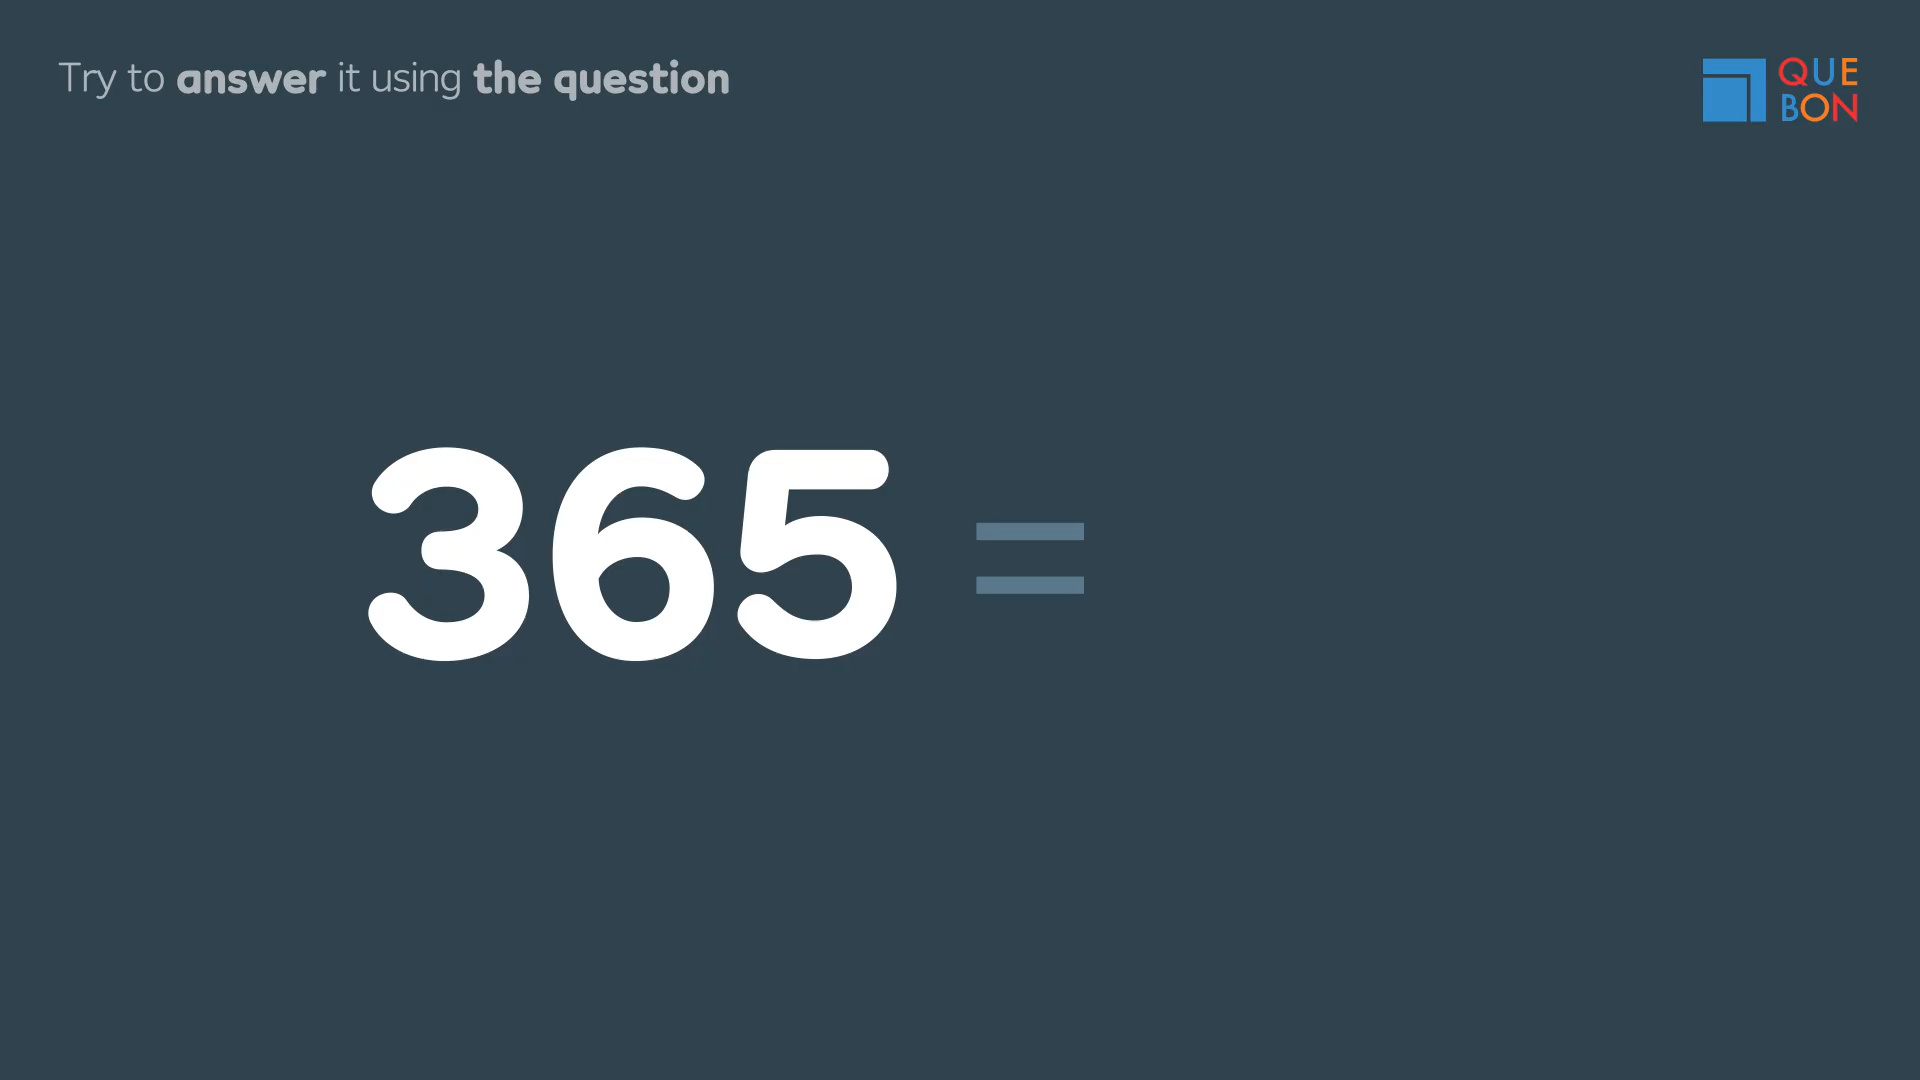 Try to answer it using the question
QUE
BON
365 =